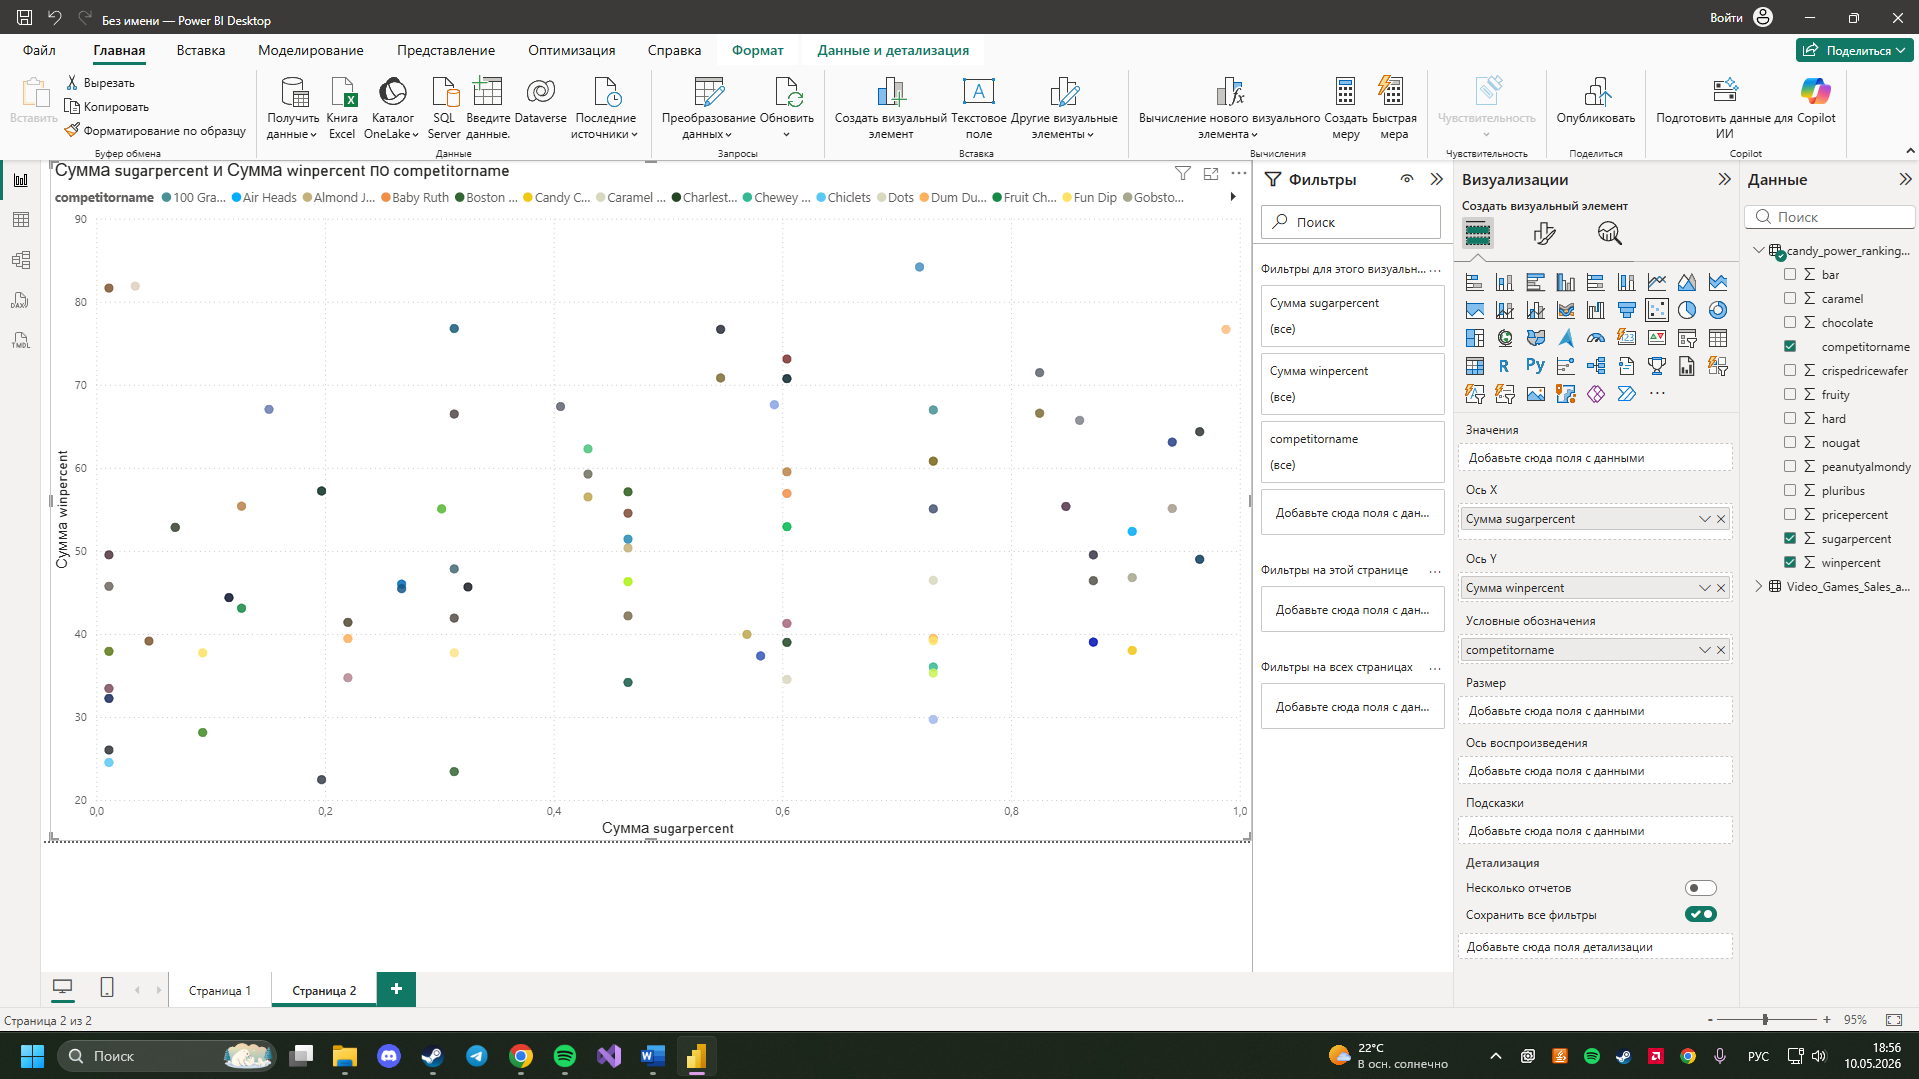 Без имени — Power BI Desktop
Войти
Файл
Главная
Вставка
Моделирование
Представление
Оптимизация
Справка
Формат
Данные и детализация
Поделиться
Вставить
Вырезать
Копировать
Форматирование по образцу
Буфер обмена
Получить данные
Книга Excel
Каталог OneLake
SQL Server
Введите данные.
Dataverse
Последние источники
Данные
Преобразование данных
Обновить
Запросы
Создать визуальный элемент
Текстовое поле
Другие визуальные элементы
Вставка
Вычисление нового визуального элемента
Создать меру
Быстрая мера
Вычисления
Чувствительность
Чувствительность
Опубликовать
Поделиться
Подготовить данные для ИИ
Copilot
Copilot
DAX
TMDL
Сумма sugarpercent и Сумма winpercent по competitorname
competitorname 100 Gra... Air Heads Almond J... Baby Ruth Boston ... Candy C... Caramel ... Charlest... Chewey ... Chiclets Dots Dum Du... Fruit Ch... Fun Dip Gobsto...
90
80
70
60
50
40
30
20
Сумма winpercent
0,0 0,2 0,4 0,6 0,8 1,0
Сумма sugarpercent
Фильтры
Поиск
Фильтры для этого визуальн... ...
Сумма sugarpercent
(все)
Сумма winpercent
(все)
competitorname
(все)
Добавьте сюда поля с дан...
Фильтры на этой странице ...
Добавьте сюда поля с дан...
Фильтры на всех страницах ...
Добавьте сюда поля с дан...
Визуализации
Создать визуальный элемент
123
R
Py
...
Значения
Добавьте сюда поля с данными
Ось X
Сумма sugarpercent
Ось Y
Сумма winpercent
Условные обозначения
competitorname
Размер
Добавьте сюда поля с данными
Ось воспроизведения
Добавьте сюда поля с данными
Подсказки
Добавьте сюда поля с данными
Детализация
Несколько отчетов
Сохранить все фильтры
Добавьте сюда поля детализации
Данные
Поиск
candy_power_ranking...
bar
caramel
chocolate
competitorname
crispedricewafer
fruity
hard
nougat
peanutyalmondy
pluribus
pricepercent
sugarpercent
winpercent
Video_Games_Sales_a...
Страница 1
Страница 2
+
Страница 2 из 2
- + 95%
Поиск
22°C
В осн. солнечно
РУС
18:56
10.05.2026